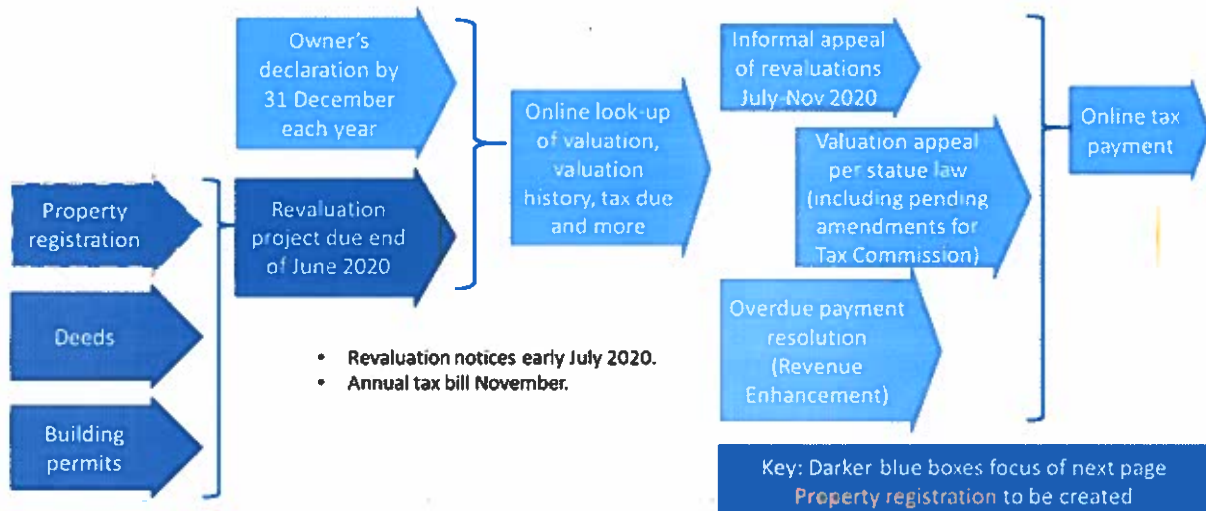 Owner's
declaration by
31 December
each year
Property
registration
Revaluation
project due end
of June 2020
Deeds
Building
permits
Online look-up
of valuation,
valuation
history, tax due
and more
• Revaluation notices early July 2020.
• Annual tax bill November.
Informal appeal
of revaluations
July-Nov 2020
Valuation appeal
per statue law
(including pending
amendments for
Tax Commission)
Overdue payment
resolution
(Revenue
Enhancement)
Online tax
payment
Key: Darker blue boxes focus of next page
Property registration to be created